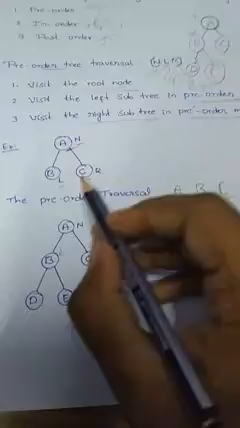 1. Pre-order
2 In-order
3 Post order
Pre-order tree traversal (NLR)
1. Visit the root node
2 Visit the left sub tree in pre-order
3 Visit the right sub tree in pre-order
Ex:
A N
B C R
L
The pre-order Traversal A B C
A N
B
D E